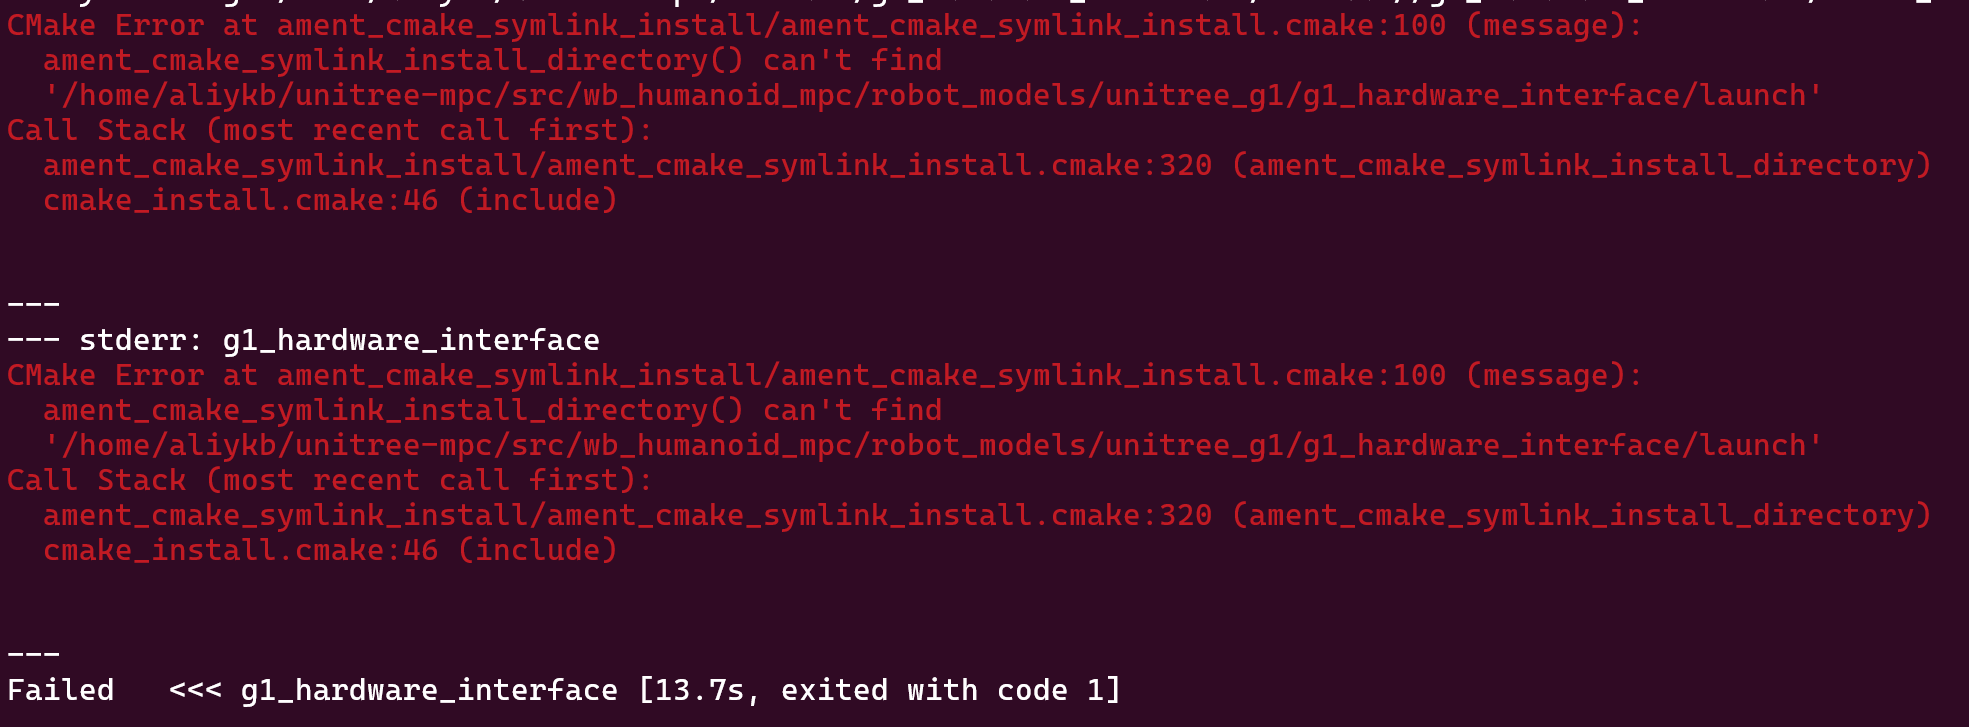 CMake Error at ament_cmake_symlink_install/ament_cmake_symlink_install.cmake:100 (message):
  ament_cmake_symlink_install_directory() can't find
  '/home/aliykb/unitree-mpc/src/wb_humanoid_mpc/robot_models/unitree_g1/g1_hardware_interface/launch'
Call Stack (most recent call first):
  ament_cmake_symlink_install/ament_cmake_symlink_install.cmake:320 (ament_cmake_symlink_install_directory)
  cmake_install.cmake:46 (include)
---
--- stderr: g1_hardware_interface
CMake Error at ament_cmake_symlink_install/ament_cmake_symlink_install.cmake:100 (message):
  ament_cmake_symlink_install_directory() can't find
  '/home/aliykb/unitree-mpc/src/wb_humanoid_mpc/robot_models/unitree_g1/g1_hardware_interface/launch'
Call Stack (most recent call first):
  ament_cmake_symlink_install/ament_cmake_symlink_install.cmake:320 (ament_cmake_symlink_install_directory)
  cmake_install.cmake:46 (include)
---
Failed   <<< g1_hardware_interface [13.7s, exited with code 1]